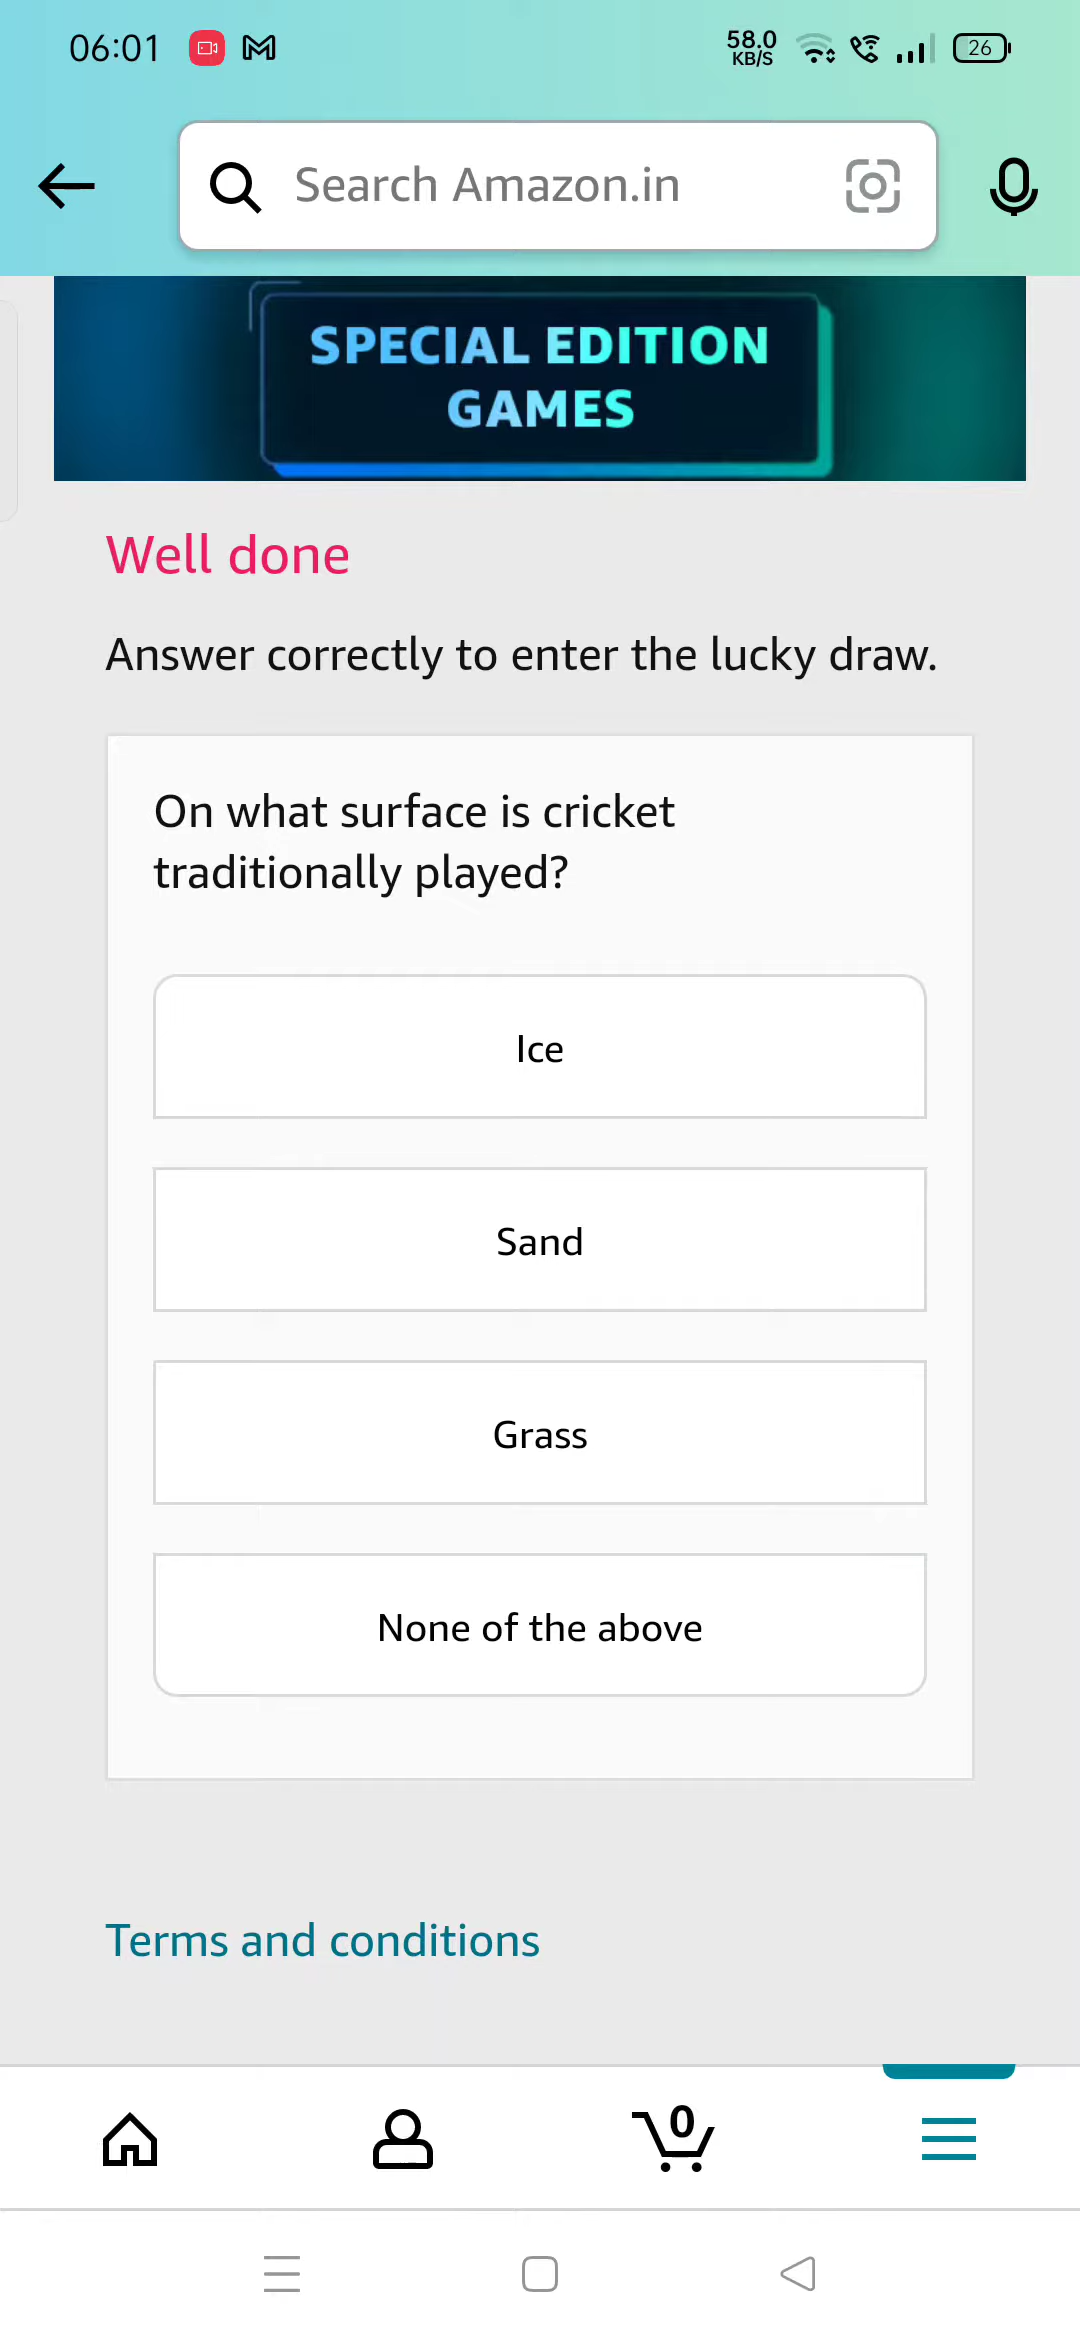 06:01
58.0
KB/S
26
Search Amazon.in
SPECIAL EDITION
GAMES
Well done
Answer correctly to enter the lucky draw.
On what surface is cricket
traditionally played?
Ice
Sand
Grass
None of the above
Terms and conditions
0